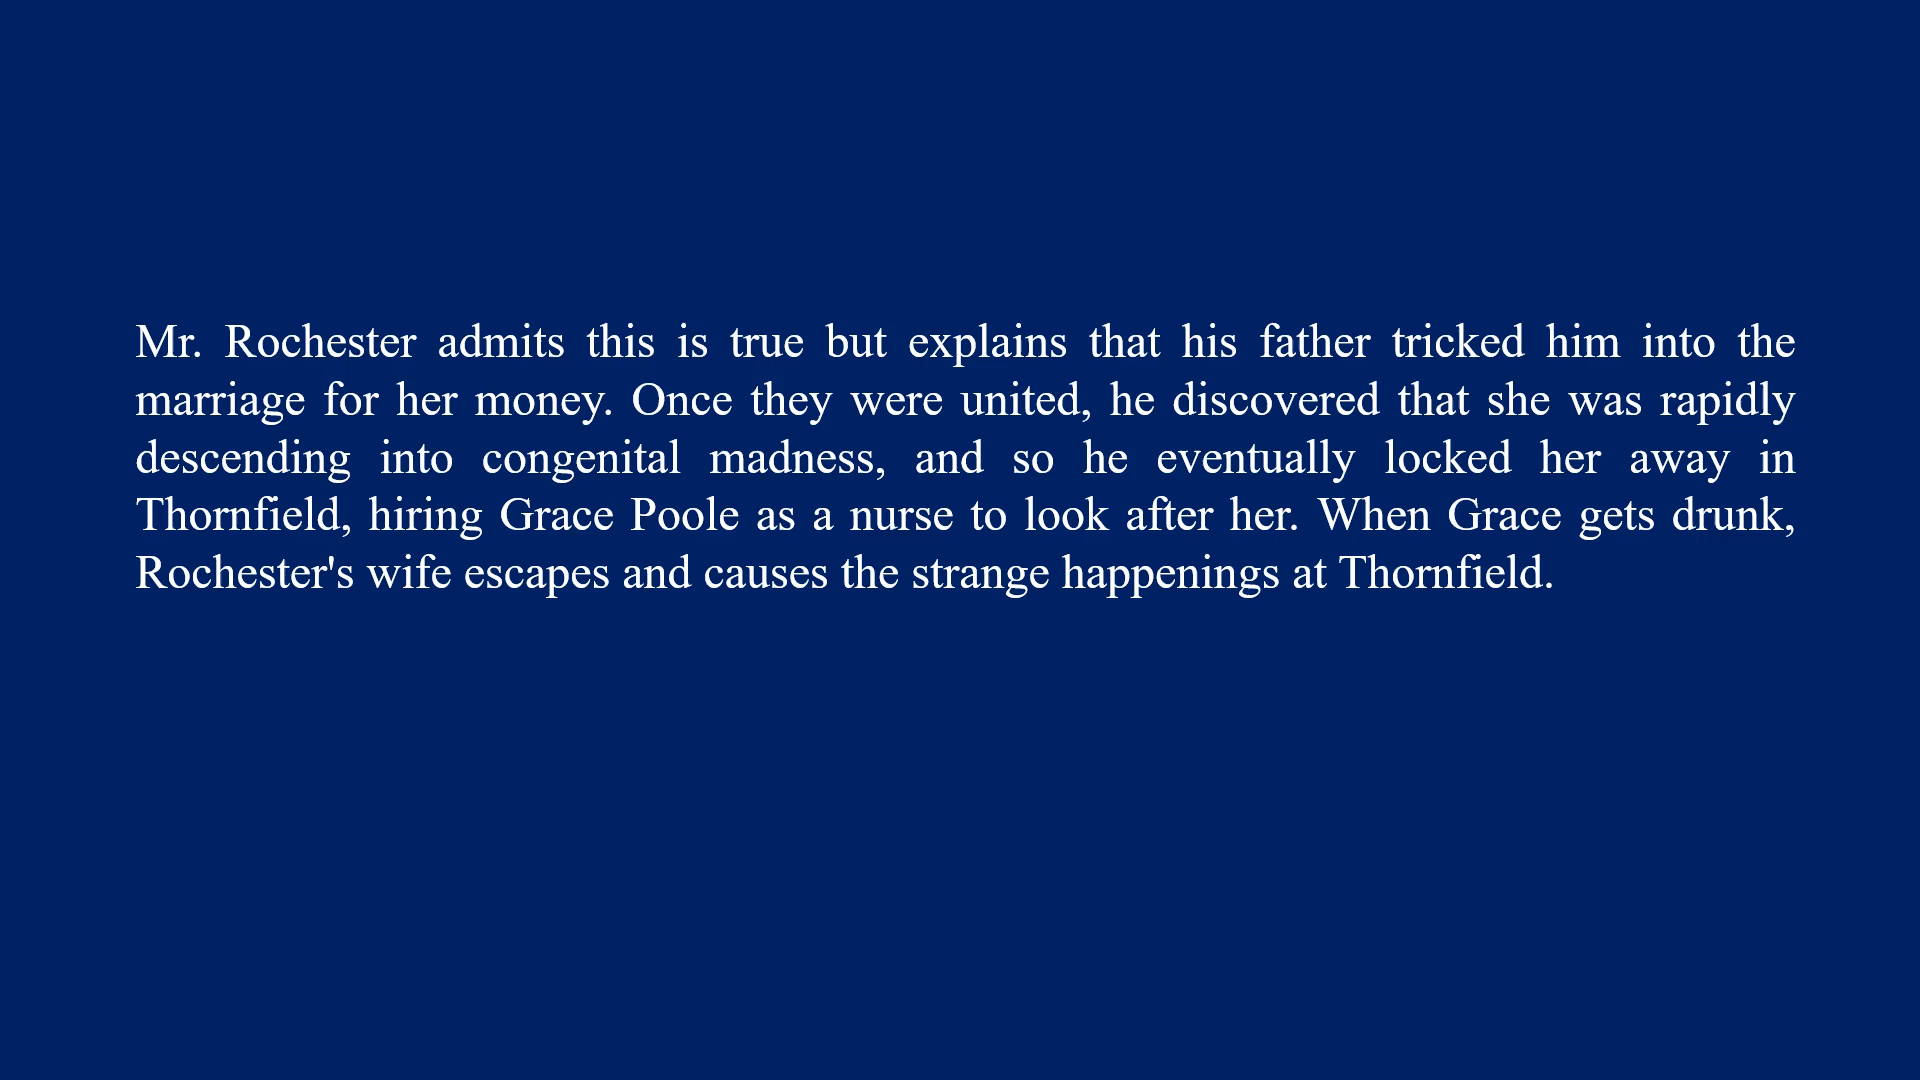 Mr. Rochester admits this is true but explains that his father tricked him into the
marriage for her money. Once they were united, he discovered that she was rapidly
descending into congenital madness, and so he eventually locked her away in
Thornfield, hiring Grace Poole as a nurse to look after her. When Grace gets drunk,
Rochester's wife escapes and causes the strange happenings at Thornfield.